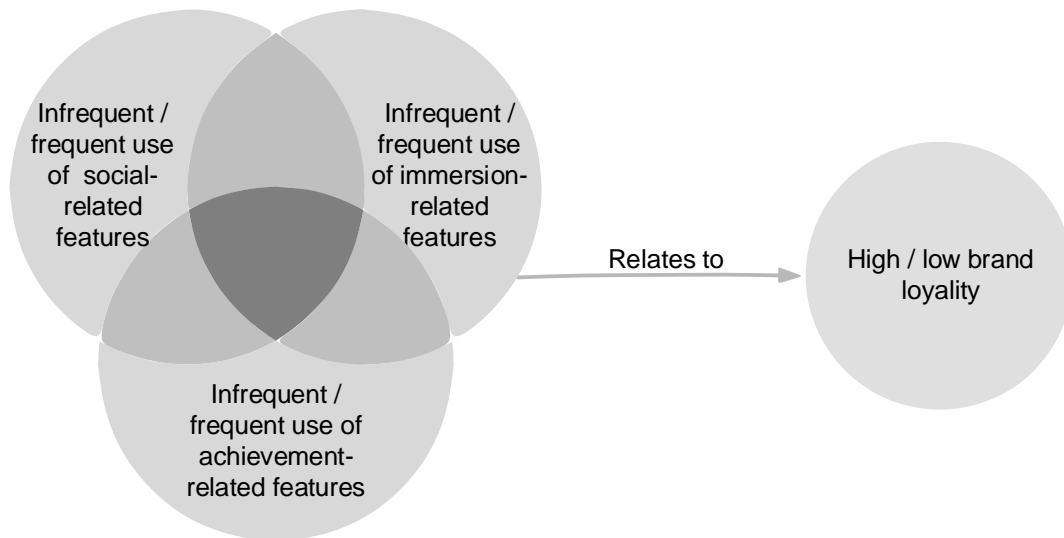 Infrequent /
frequent use
of social-
related
features
Infrequent /
frequent use
of immersion-
related
features
Infrequent /
frequent use of
achievement-
related features
Relates to
High / low brand
loyality